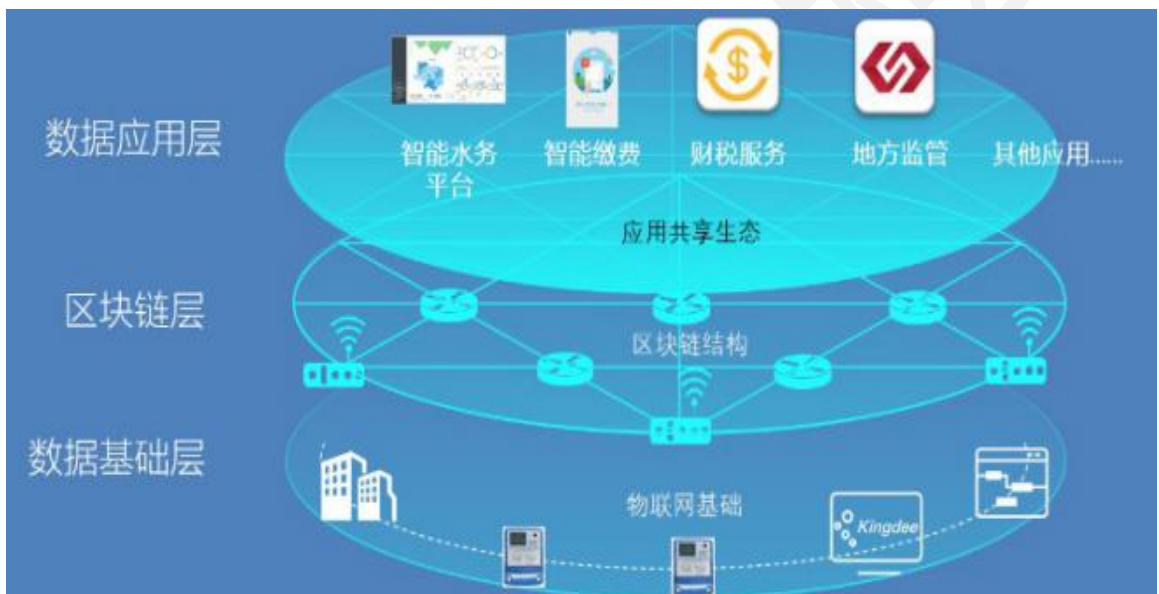 数据应用层
智能水务
平台
智能缴费
财税服务
地方监管
其他应用......
应用共享生态
区块链层
区块链结构
数据基础层
物联网基础
Kingdee